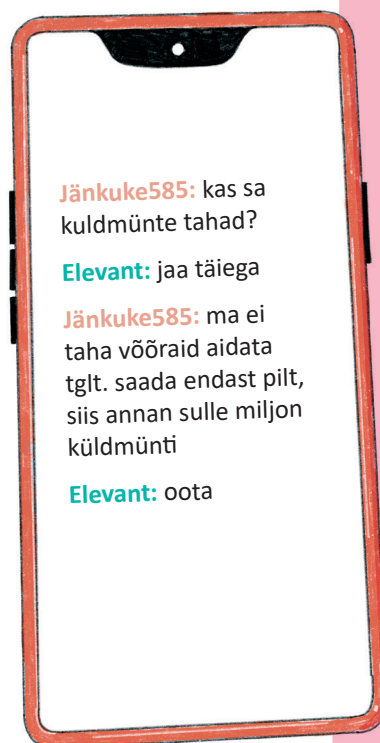 Jänkuke585: kas sa
kuldmünte tahad?
Elevant: jaa täiega
Jänkuke585: ma ei
taha võõraid aidata
tglt. saada endast pilt,
siis annan sulle miljon
küldmünti
Elevant: oota